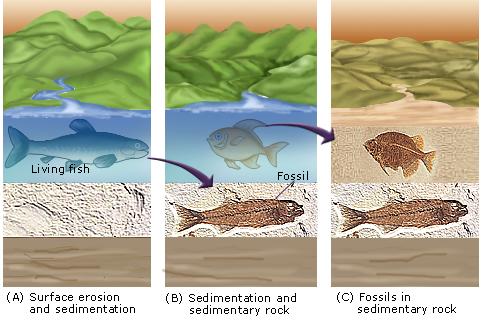 Living fish
Fossil
(A) Surface erosion
and sedimentation
(B) Sedimentation and
sedimentary rock
(C) Fossils in
sedimentary rock